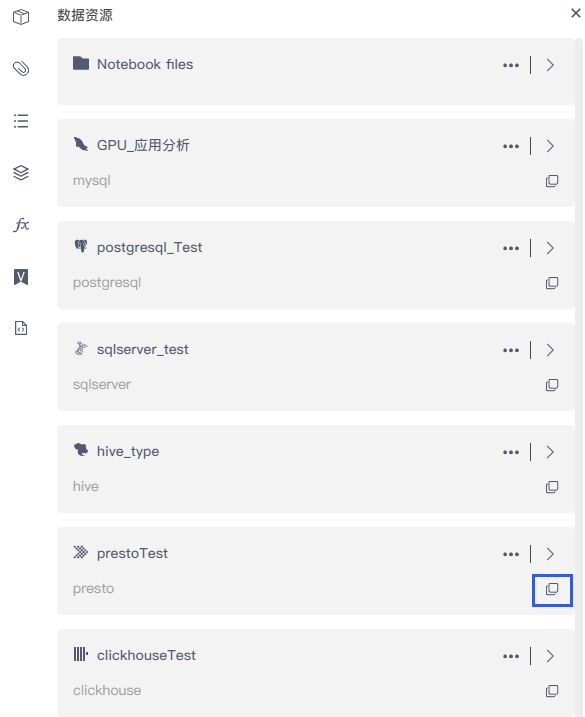 数据资源
Notebook files
GPU_应用分析
mysql
postgresql_Test
postgresql
sqlserver_test
sqlserver
hive_type
hive
prestoTest
presto
clickhouseTest
clickhouse